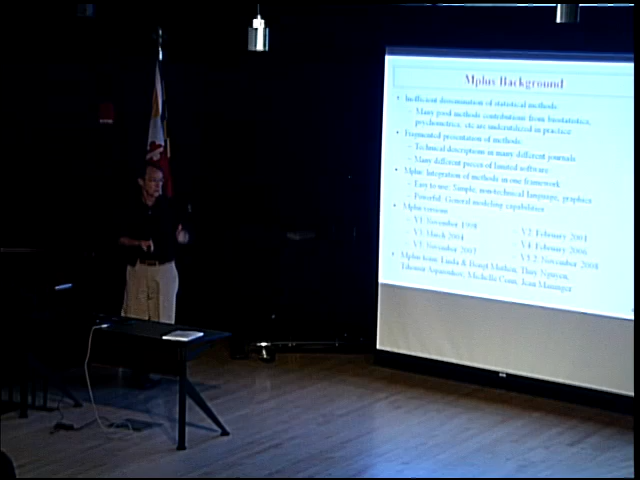 Mplus Background
• Inefficient dissemination of statistical methods:
– Many good methods contributions from biostatistics,
psychometrics, etc are underutilized in practice
• Fragmented presentation of methods:
– Technical descriptions in many different journals
– Many different pieces of limited software
• Mplus: Integration of methods in one framework
– Easy to use: Simple, non-technical language, graphics
– Powerful: General modeling capabilities
• Mplus versions
– V1: November 1998
– V2: February 2001
– V3: March 2004
– V4: February 2006
– V5: November 2007
– V5.2: November 2008
• Mplus team: Linda & Bengt Muthén, Thuy Nguyen,
Tihomir Asparouhov, Michelle Conn, Jean Maninger